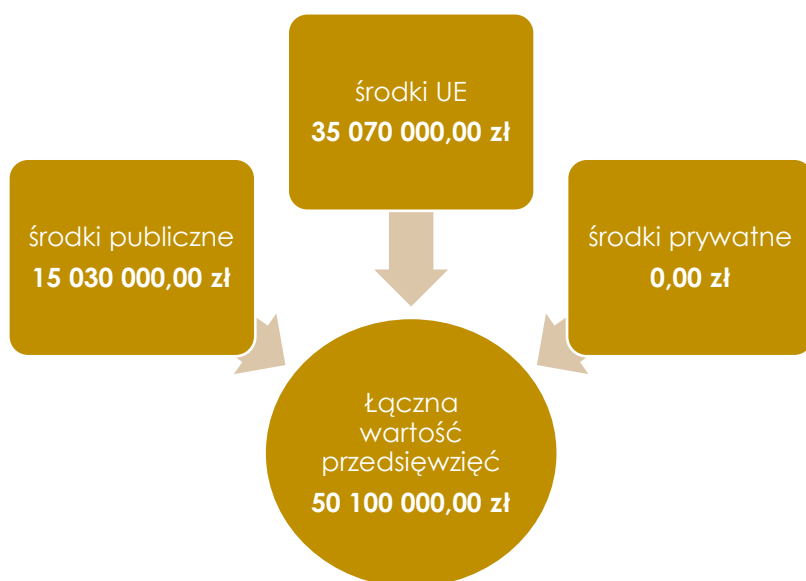 środki UE
35 070 000,00 zł
środki publiczne
15 030 000,00 zł
środki prywatne
0,00 zł
Łączna
wartość
przedsięwzięć
50 100 000,00 zł